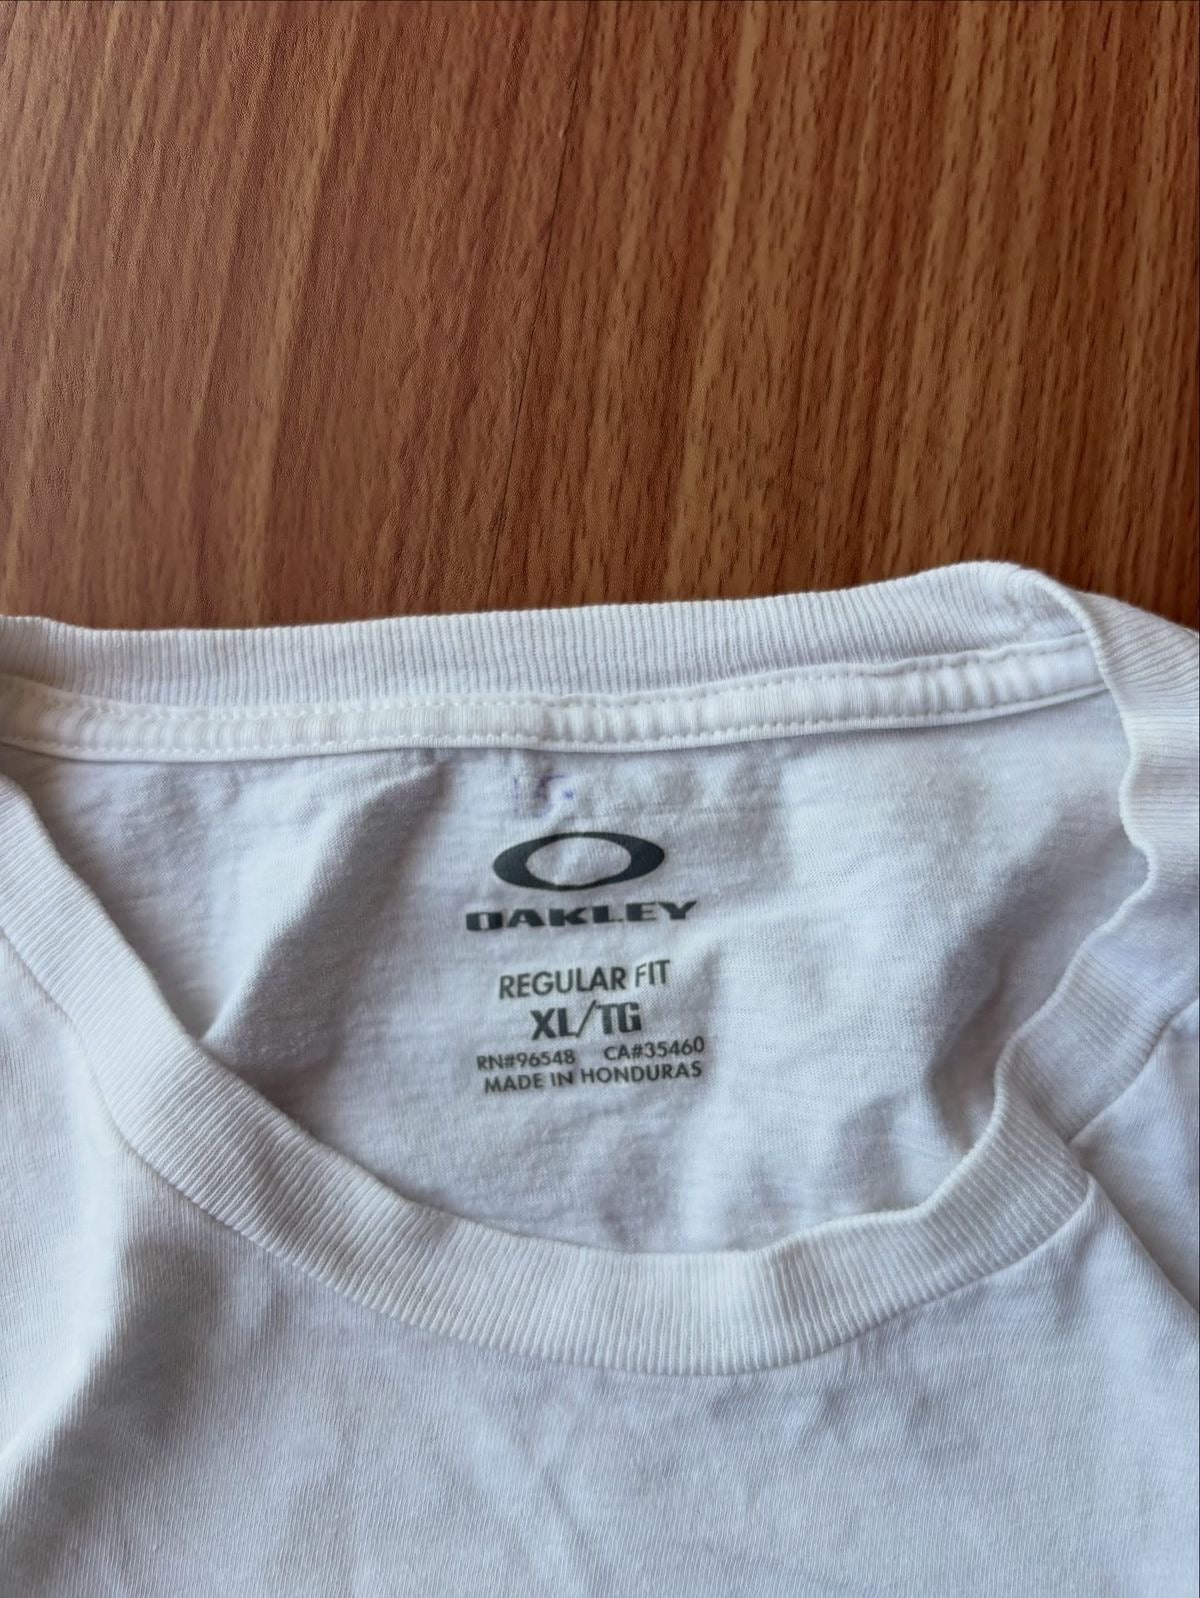 OAKLEY
REGULAR FIT
XL/TG
RN#96548 CA#35460
MADE IN HONDURAS